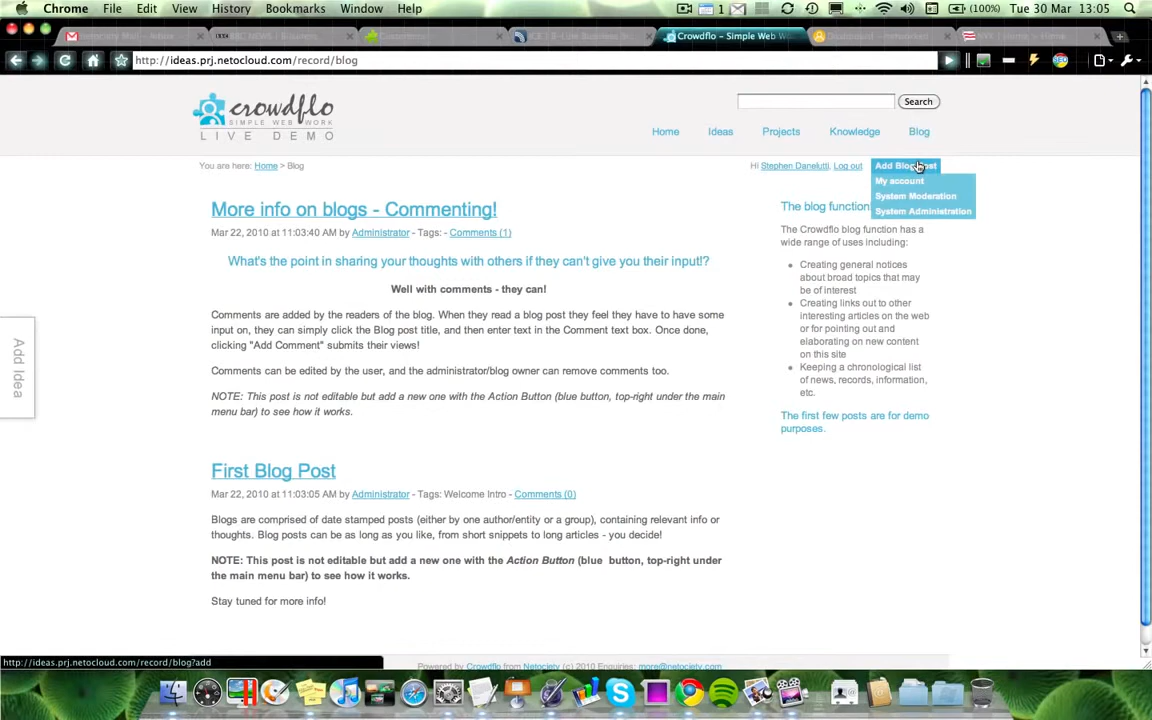 Chrome File Edit View History Bookmarks Window Help 1 (100%) Tue 30 Mar 13:05
Crowdflo – Simple Web W
http://ideas.prj.netocloud.com/record/blog
crowdflo
SIMPLE WEB WORK
LIVE DEMO
Search
Home Ideas Projects Knowledge Blog
You are here: Home > Blog
Hi Stephen Danelutti, Log out
My account
System Moderation
System Administration
More info on blogs - Commenting!
Mar 22, 2010 at 11:03:40 AM by Administrator - Tags: - Comments (1)
What's the point in sharing your thoughts with others if they can't give you their input!?
Well with comments - they can!
Comments are added by the readers of the blog. When they read a blog post they feel they have to have some
input on, they can simply click the Blog post title, and then enter text in the Comment text box. Once done,
clicking "Add Comment" submits their views!
Comments can be edited by the user, and the administrator/blog owner can remove comments too.
NOTE: This post is not editable but add a new one with the Action Button (blue button, top-right under the main
menu bar) to see how it works.
First Blog Post
Mar 22, 2010 at 11:03:05 AM by Administrator - Tags: Welcome Intro - Comments (0)
Blogs are comprised of date stamped posts (either by one author/entity or a group), containing relevant info or
thoughts. Blog posts can be as long as you like, from short snippets to long articles - you decide!
NOTE: This post is not editable but add a new one with the Action Button (blue button, top-right under
the main menu bar) to see how it works.
Stay tuned for more info!
The blog function
The Crowdflo blog function has a
wide range of uses including:
Creating general notices
about broad topics that may
be of interest
Creating links out to other
interesting articles on the web
or for pointing out and
elaborating on new content
on this site
Keeping a chronological list
of news, records, information,
etc.
The first few posts are for demo
purposes.
Add Idea
http://ideas.prj.netocloud.com/record/blog?add
Powered by Crowdflo from Netociety (c) 2010 Enquiries: more@netociety.com